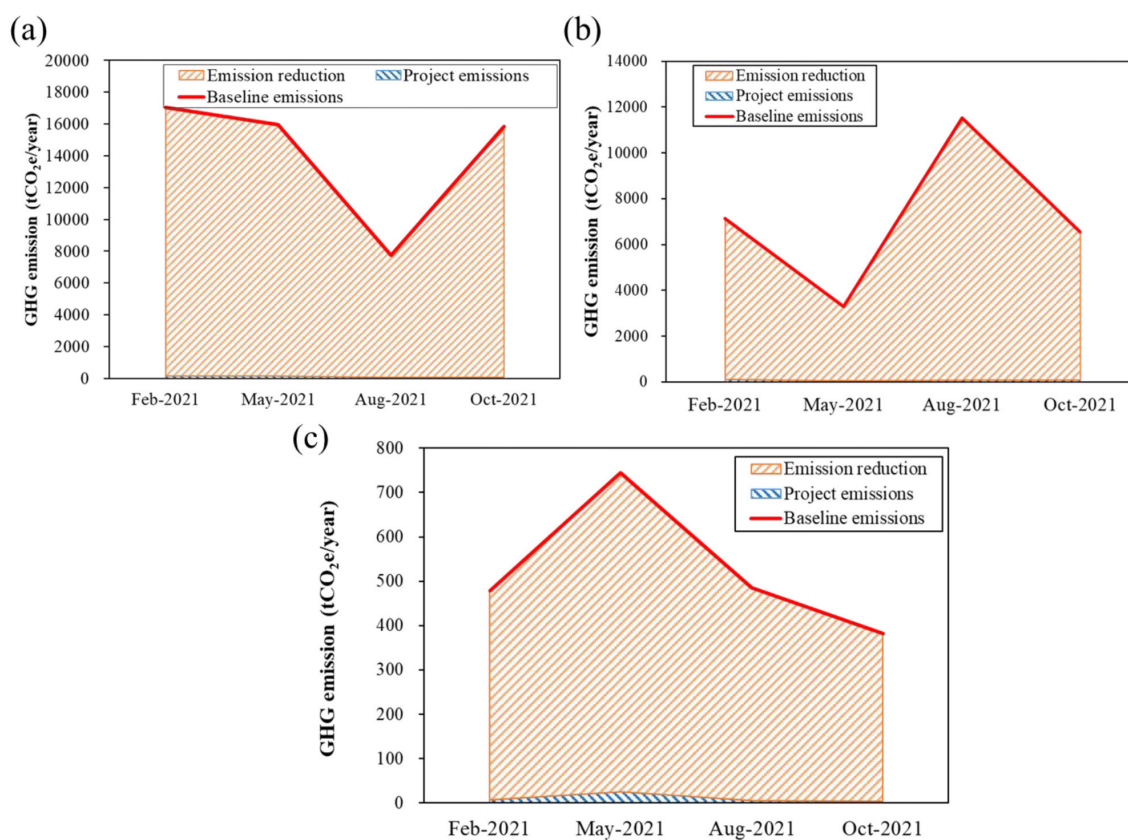 (a)
GHG emission (tCO₂e/year)
20000
18000
16000
14000
12000
10000
8000
6000
4000
2000
0
Emission reduction
Project emissions
Baseline emissions
Feb-2021
May-2021
Aug-2021
Oct-2021
(b)
GHG emission (tCO₂e/year)
14000
12000
10000
8000
6000
4000
2000
0
Emission reduction
Project emissions
Baseline emissions
Feb-2021
May-2021
Aug-2021
Oct-2021
(c)
GHG emission (tCO₂e/year)
800
700
600
500
400
300
200
100
0
Emission reduction
Project emissions
Baseline emissions
Feb-2021
May-2021
Aug-2021
Oct-2021